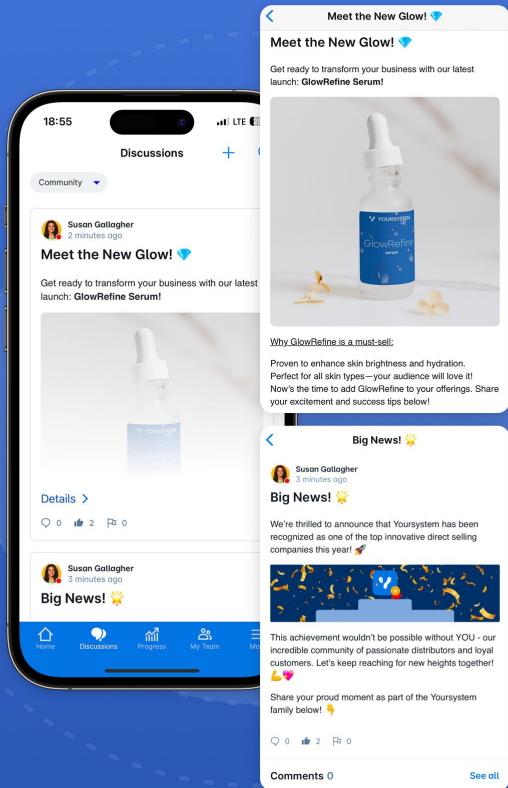 18:55
LTE
Discussions
Community
Susan Gallagher
2 minutes ago
Meet the New Glow! 💎
Get ready to transform your business with our latest
launch: GlowRefine Serum!
YOURSYSTEM
Details >
0 2 0
Susan Gallagher
3 minutes ago
Big News! 🌟
Home
Discussions
Progress
My Team
Meet the New Glow! 💎
Meet the New Glow! 💎
Get ready to transform your business with our latest
launch: GlowRefine Serum!
YOURSYSTEM
GlowRefine
serum
Why GlowRefine is a must-sell:
Proven to enhance skin brightness and hydration.
Perfect for all skin types—your audience will love it!
Now's the time to add GlowRefine to your offerings. Share
your excitement and success tips below!
Big News! 🌟
Susan Gallagher
3 minutes ago
Big News! 🌟
We're thrilled to announce that Yoursystem has been
recognized as one of the top innovative direct selling
companies this year! 🚀
This achievement wouldn't be possible without YOU - our
incredible community of passionate distributors and loyal
customers. Let's keep reaching for new heights together!
💪💖
Share your proud moment as part of the Yoursystem
family below! 👇
0 2 0
Comments 0
See all